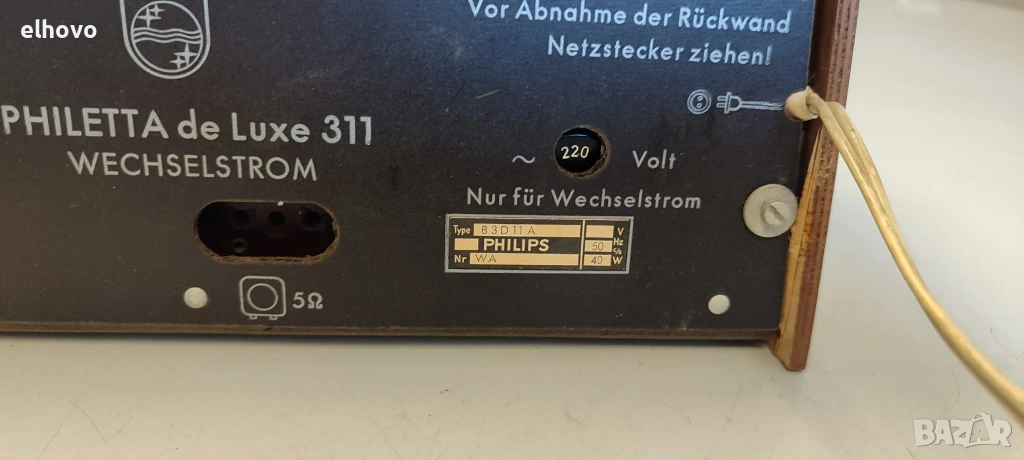 elhovo
Vor Abnahme der Rückwand
Netzstecker ziehen!
PHILETTA de Luxe 311
WECHSELSTROM
~ 220 Volt
Nur für Wechselstrom
Type B3D11A V
PHILIPS 50 Hz c/s
Nr WA 40 W
5Ω
BAZAR